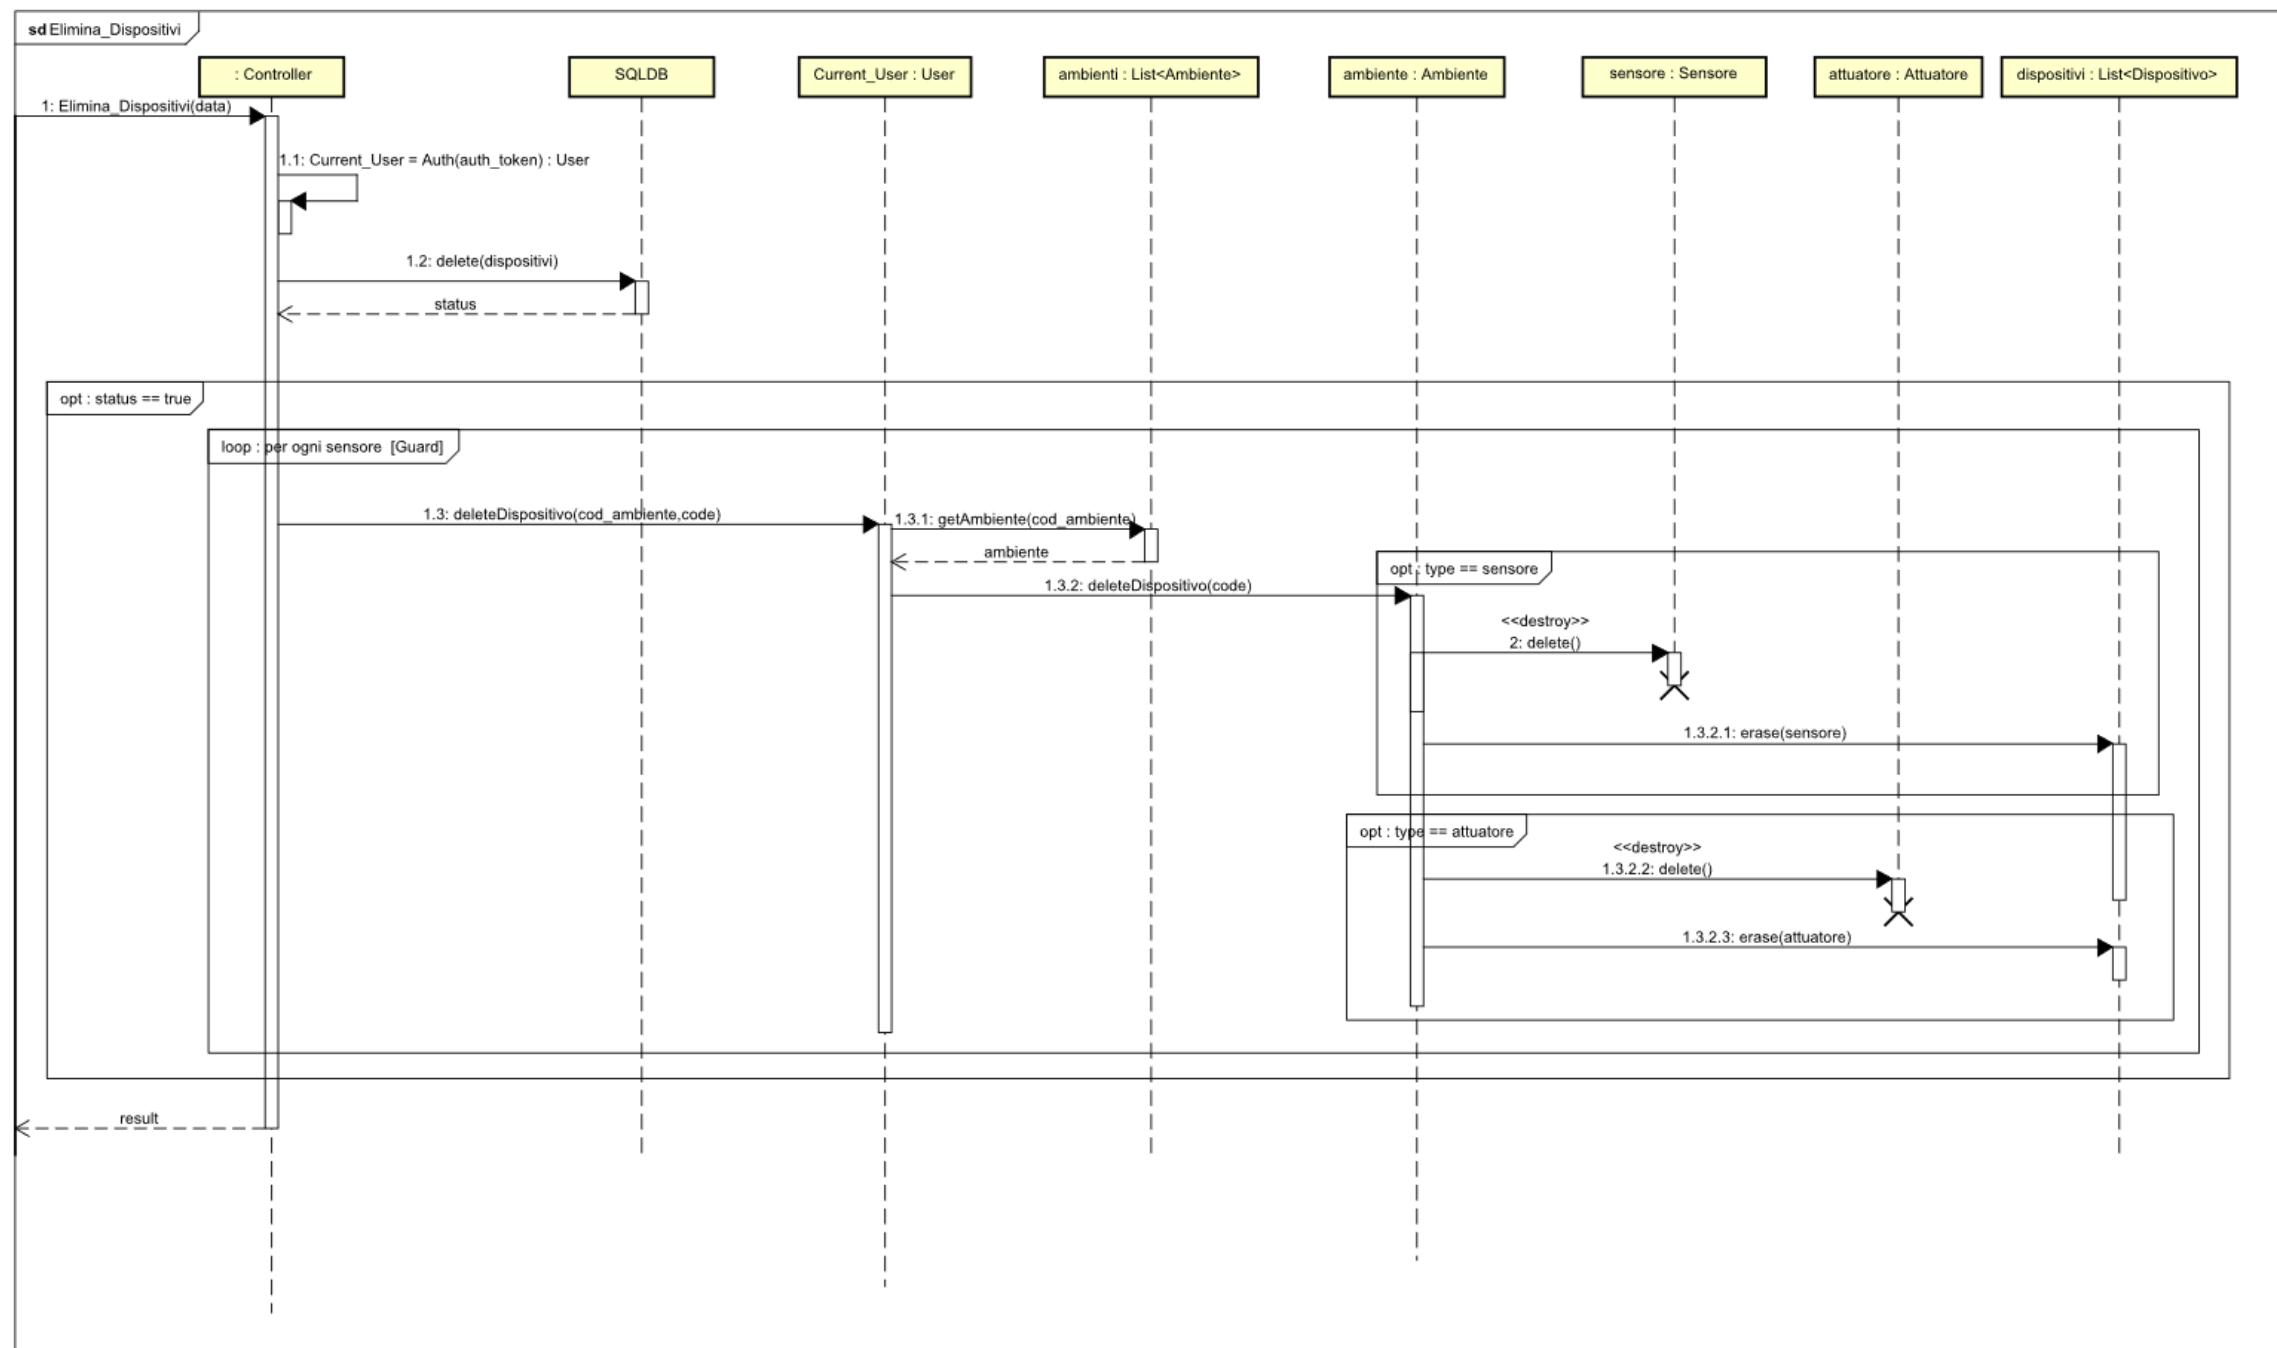 sd Elimina_Dispositivi
: Controller
SQLDB
Current_User : User
ambienti : List<Ambiente>
ambiente : Ambiente
sensore : Sensore
attuatore : Attuatore
dispositivi : List<Dispositivo>
1: Elimina_Dispositivi(data)
1.1: Current_User = Auth(auth_token) : User
1.2: delete(dispositivi)
status
opt : status == true
loop : per ogni sensore [Guard]
1.3: deleteDispositivo(cod_ambiente,code)
1.3.1: getAmbiente(cod_ambiente)
ambiente
opt : type == sensore
1.3.2: deleteDispositivo(code)
<<destroy>>
2: delete()
1.3.2.1: erase(sensore)
opt : type == attuatore
<<destroy>>
1.3.2.2: delete()
1.3.2.3: erase(attuatore)
result